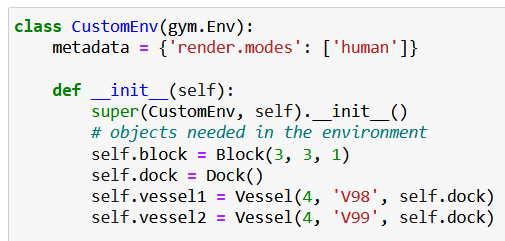 class CustomEnv(gym.Env):
    metadata = {'render.modes': ['human']}

    def __init__(self):
        super(CustomEnv, self).__init__()
        # objects needed in the environment
        self.block = Block(3, 3, 1)
        self.dock = Dock()
        self.vessel1 = Vessel(4, 'V98', self.dock)
        self.vessel2 = Vessel(4, 'V99', self.dock)